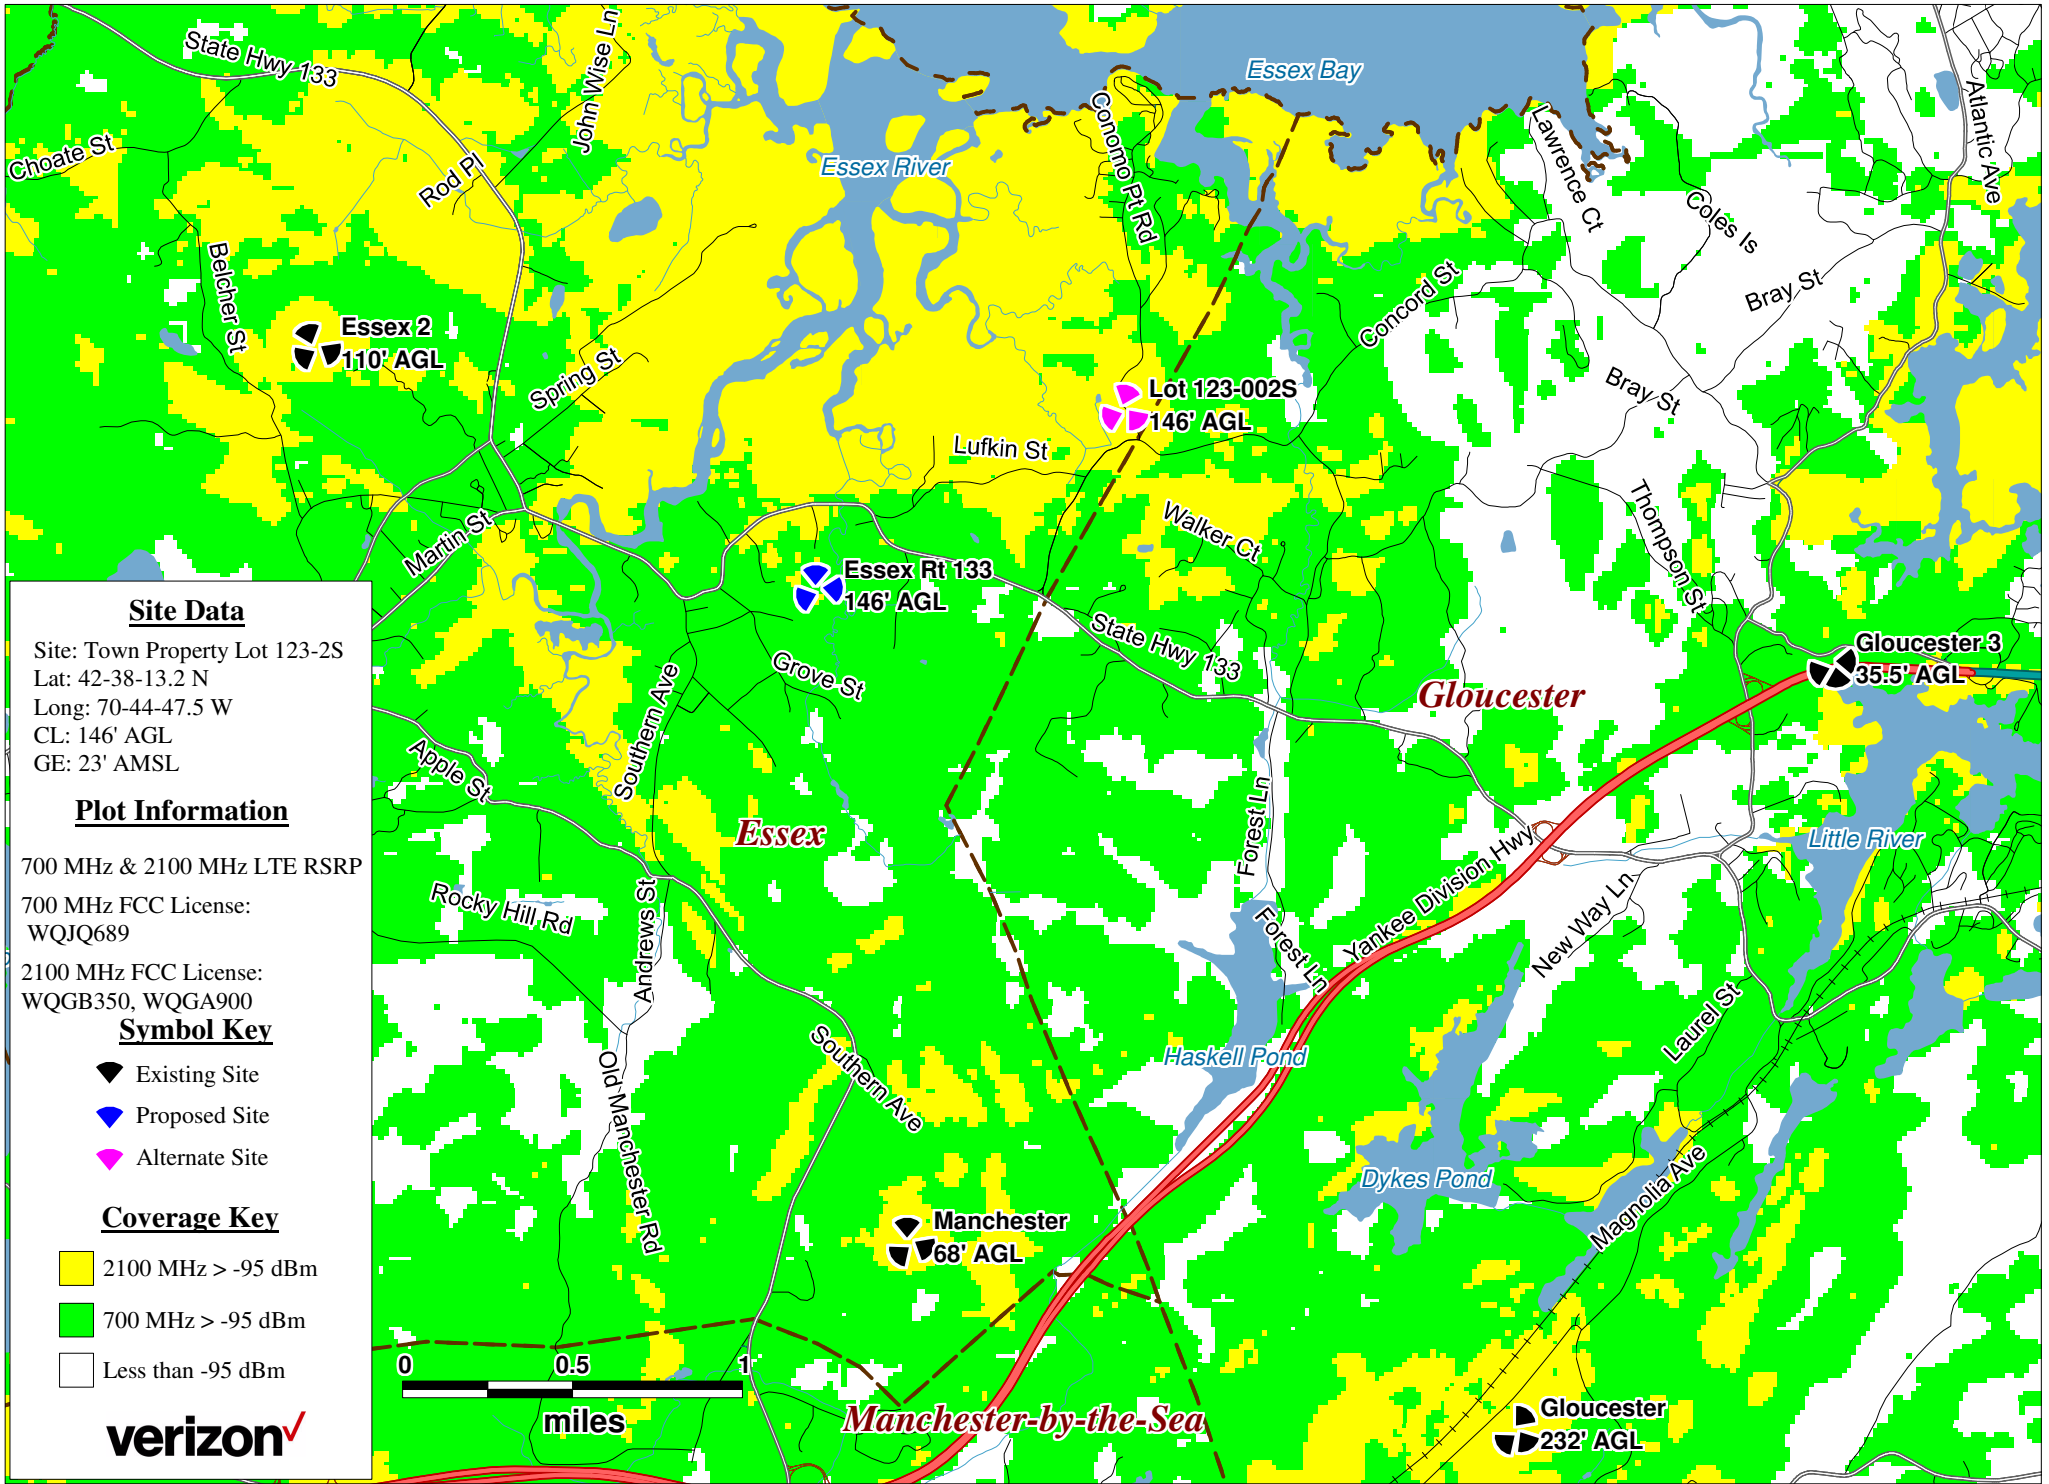 State Hwy 133
John Wise Ln
Essex Bay
Atlantic Ave
Choate St
Rod Pl
Essex River
Conomo Pt Rd
Lawrence Ct
Coles Is
Belcher St
Bray St
Concord St
Essex 2
110' AGL
Spring St
Bray St
Lot 123-002S
146' AGL
Lufkin St
Martin St
Walker Ct
Thompson St
Essex Rt 133
146' AGL
State Hwy 133
Grove St
Southern Ave
Gloucester
Gloucester 3
35.5' AGL
Apple St
Essex
Forest Ln
Yankee Division Hwy
Little River
Rocky Hill Rd
Andrews St
Forest Ln
New Way Ln
Laurel St
Haskell Pond
Southern Ave
Old Manchester Rd
Dykes Pond
Magnolia Ave
Manchester
68' AGL
Manchester-by-the-Sea
Gloucester
232' AGL
0 0.5 1
miles
Site Data
Site: Town Property Lot 123-2S
Lat: 42-38-13.2 N
Long: 70-44-47.5 W
CL: 146' AGL
GE: 23' AMSL
Plot Information
700 MHz & 2100 MHz LTE RSRP
700 MHz FCC License:
WQJQ689
2100 MHz FCC License:
WQGB350, WQGA900
Symbol Key
Existing Site
Proposed Site
Alternate Site
Coverage Key
2100 MHz > -95 dBm
700 MHz > -95 dBm
Less than -95 dBm
verizon